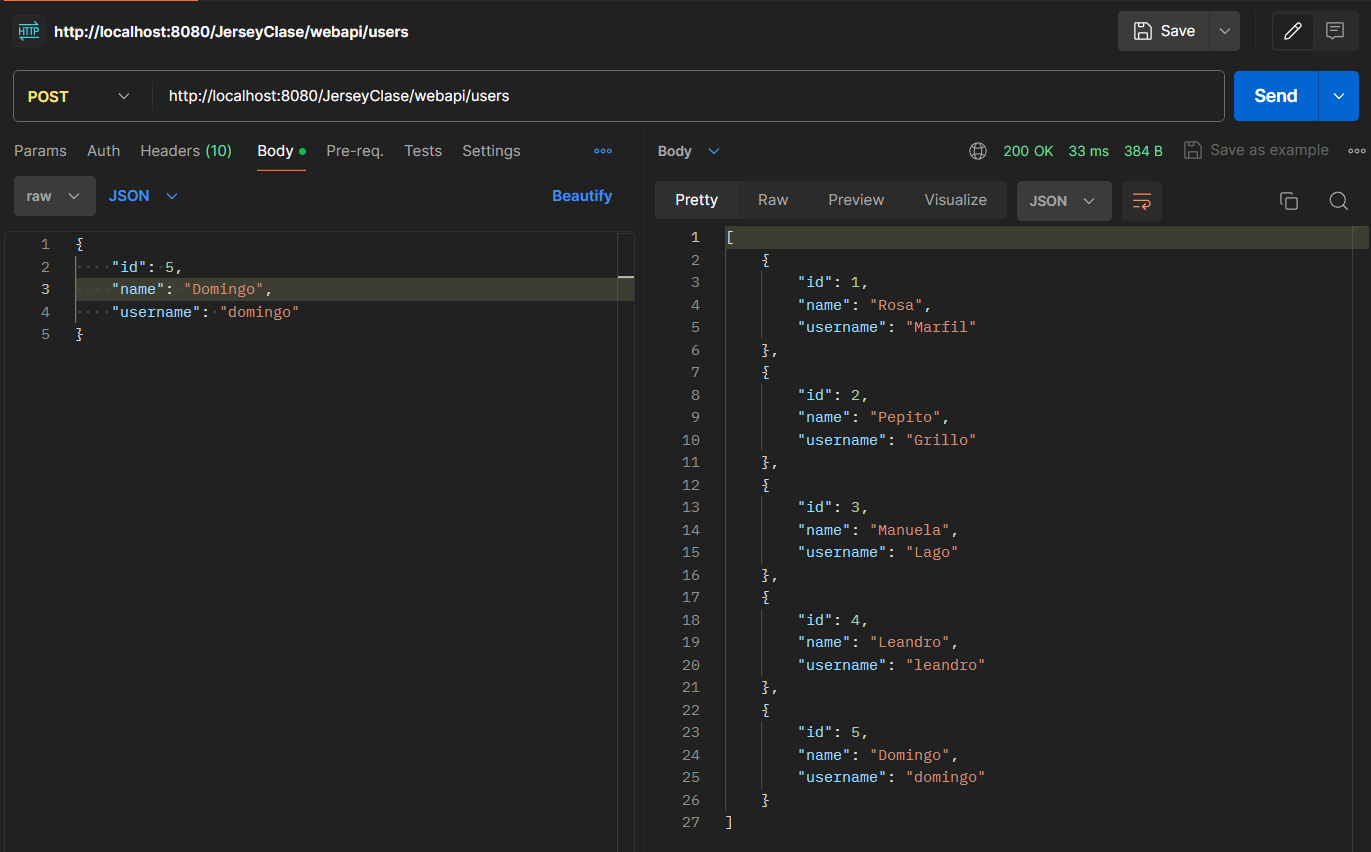 HTTP http://localhost:8080/JerseyClase/webapi/users Save
POST http://localhost:8080/JerseyClase/webapi/users Send
Params Auth Headers (10) Body Pre-req. Tests Settings
raw JSON Beautify
1 {
2 ····"id":·5,
3 ····"name":·"Domingo",
4 ····"username":·"domingo"
5 }
Body 200 OK 33 ms 384 B Save as example
Pretty Raw Preview Visualize JSON
1 [
2     {
3         "id": 1,
4         "name": "Rosa",
5         "username": "Marfil"
6     },
7     {
8         "id": 2,
9         "name": "Pepito",
10         "username": "Grillo"
11     },
12     {
13         "id": 3,
14         "name": "Manuela",
15         "username": "Lago"
16     },
17     {
18         "id": 4,
19         "name": "Leandro",
20         "username": "leandro"
21     },
22     {
23         "id": 5,
24         "name": "Domingo",
25         "username": "domingo"
26     }
27 ]